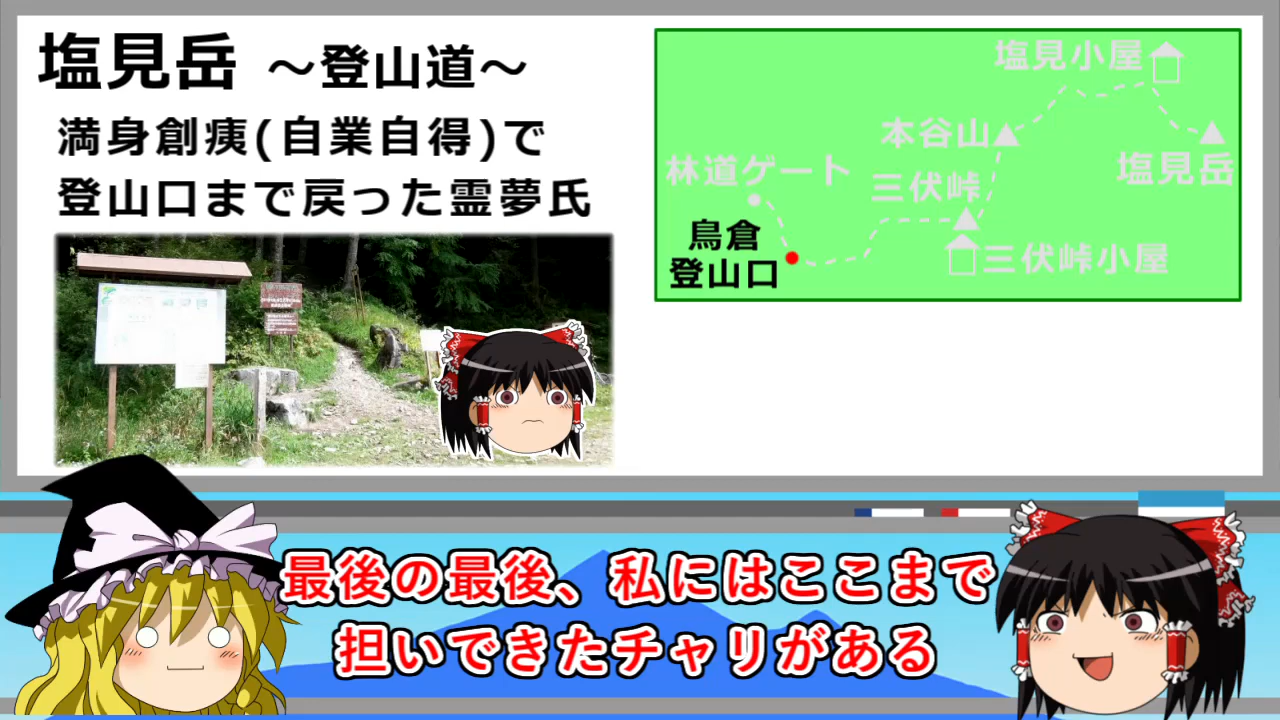 塩見岳 ～登山道～
満身創痍(自業自得)で
登山口まで戻った霊夢氏
塩見小屋
本谷山
塩見岳
林道ゲート
三伏峠
鳥倉
登山口
三伏峠小屋
最後の最後、私にはここまで
担いできたチャリがある